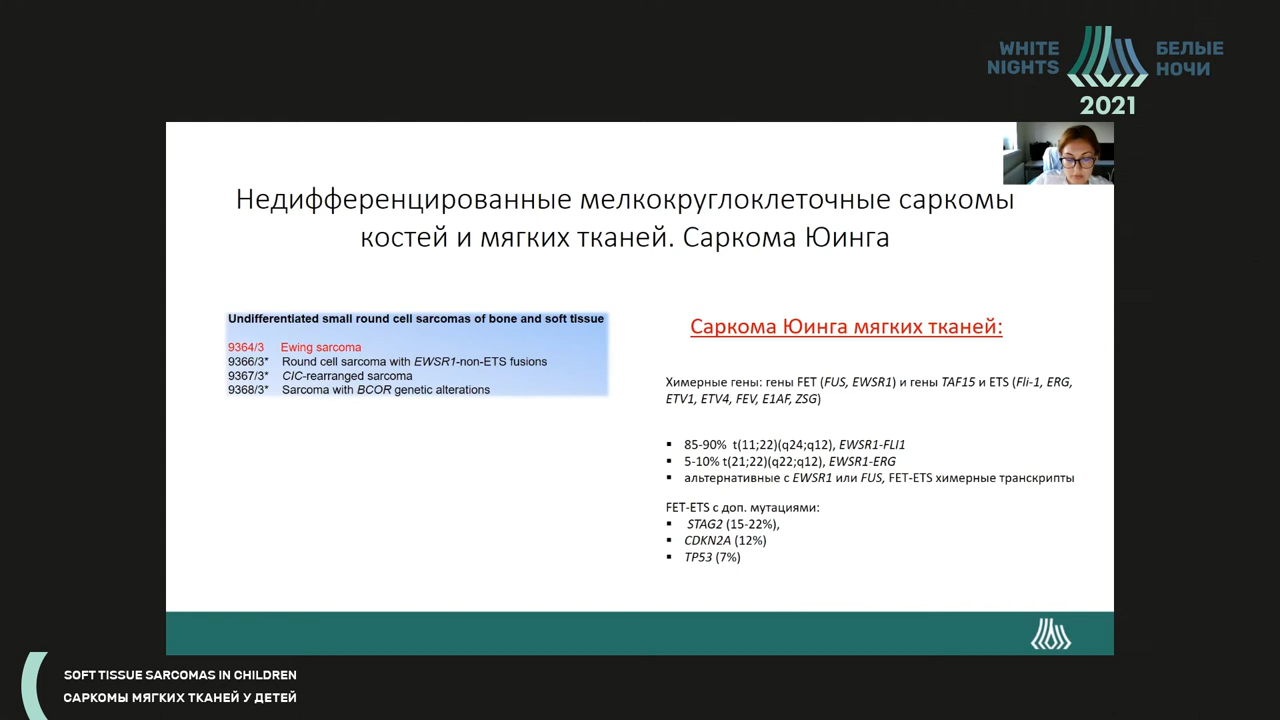 WHITE
NIGHTS
БЕЛЫЕ
НОЧИ
2021
Недифференцированные мелкокруглоклеточные саркомы
костей и мягких тканей. Саркома Юинга
Undifferentiated small round cell sarcomas of bone and soft tissue
9364/3 Ewing sarcoma
9366/3* Round cell sarcoma with EWSR1-non-ETS fusions
9367/3* CIC-rearranged sarcoma
9368/3* Sarcoma with BCOR genetic alterations
Саркома Юинга мягких тканей:
Химерные гены: гены FET (FUS, EWSR1) и гены TAF15 и ETS (Fli-1, ERG,
ETV1, ETV4, FEV, E1AF, ZSG)
▪ 85-90% t(11;22)(q24;q12), EWSR1-FLI1
▪ 5-10% t(21;22)(q22;q12), EWSR1-ERG
▪ альтернативные с EWSR1 или FUS, FET-ETS химерные транскрипты
FET-ETS с доп. мутациями:
▪ STAG2 (15-22%),
▪ CDKN2A (12%)
▪ TP53 (7%)
SOFT TISSUE SARCOMAS IN CHILDREN
САРКОМЫ МЯГКИХ ТКАНЕЙ У ДЕТЕЙ